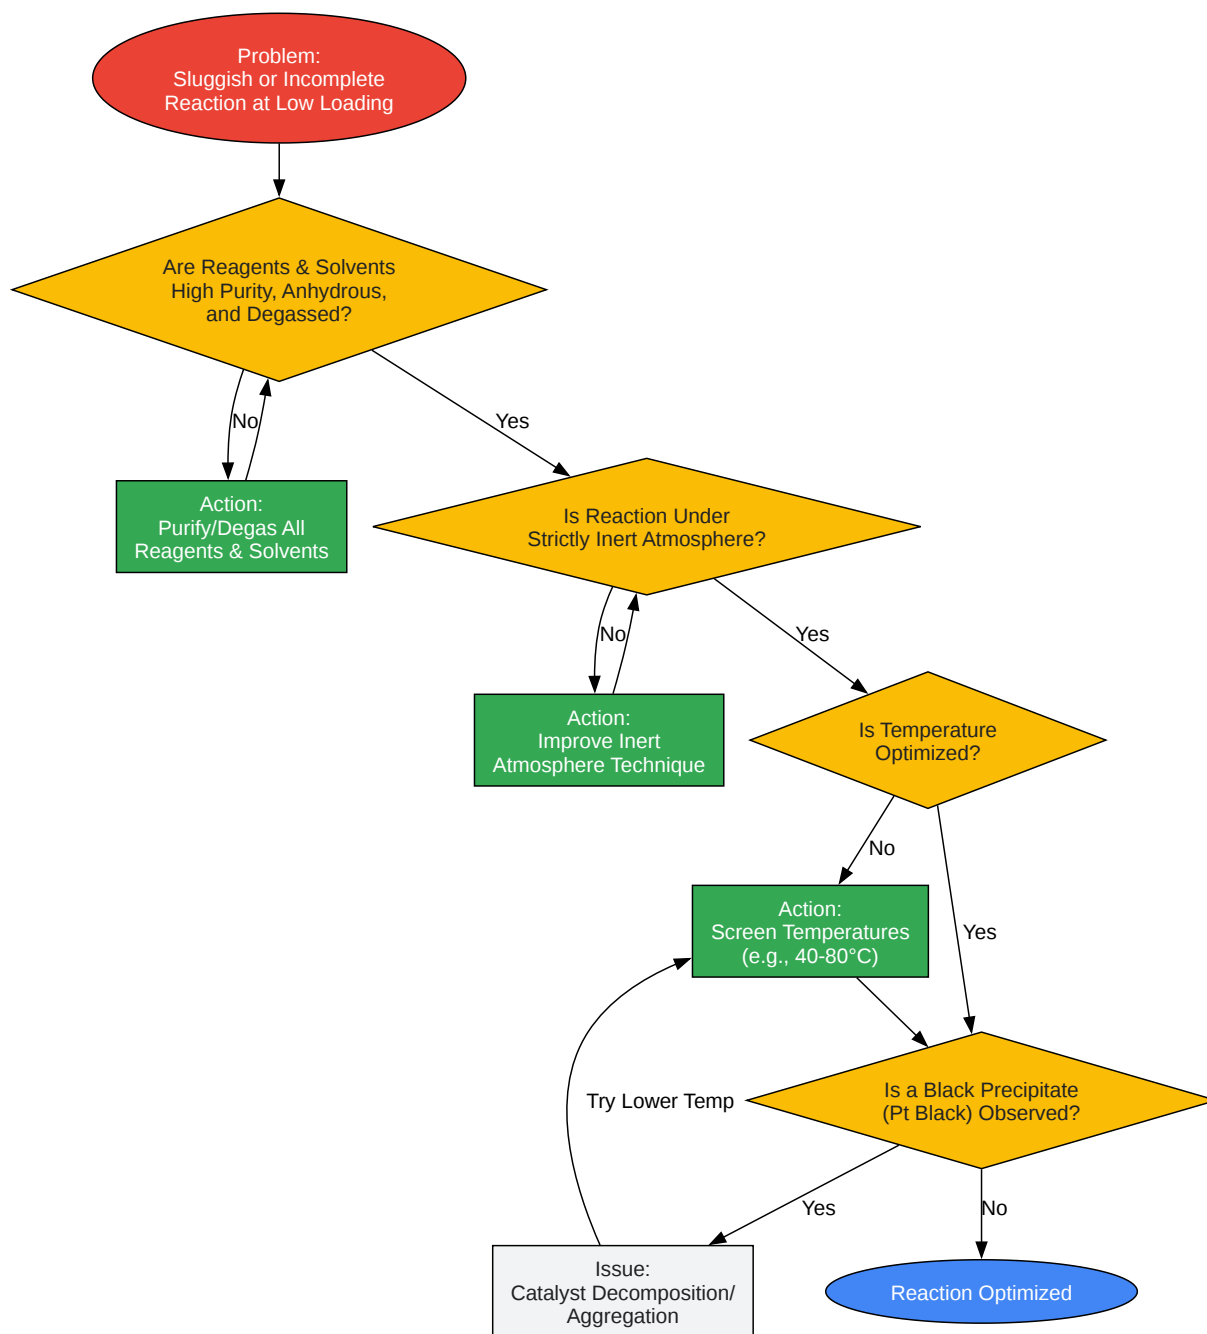 Problem:
Sluggish or Incomplete
Reaction at Low Loading
Are Reagents & Solvents
High Purity, Anhydrous,
and Degassed?
No
Yes
Action:
Purify/Degas All
Reagents & Solvents
Is Reaction Under
Strictly Inert Atmosphere?
No
Yes
Action:
Improve Inert
Atmosphere Technique
Is Temperature
Optimized?
No
Yes
Action:
Screen Temperatures
(e.g., 40-80°C)
Try Lower Temp
Is a Black Precipitate
(Pt Black) Observed?
Yes
No
Issue:
Catalyst Decomposition/
Aggregation
Reaction Optimized